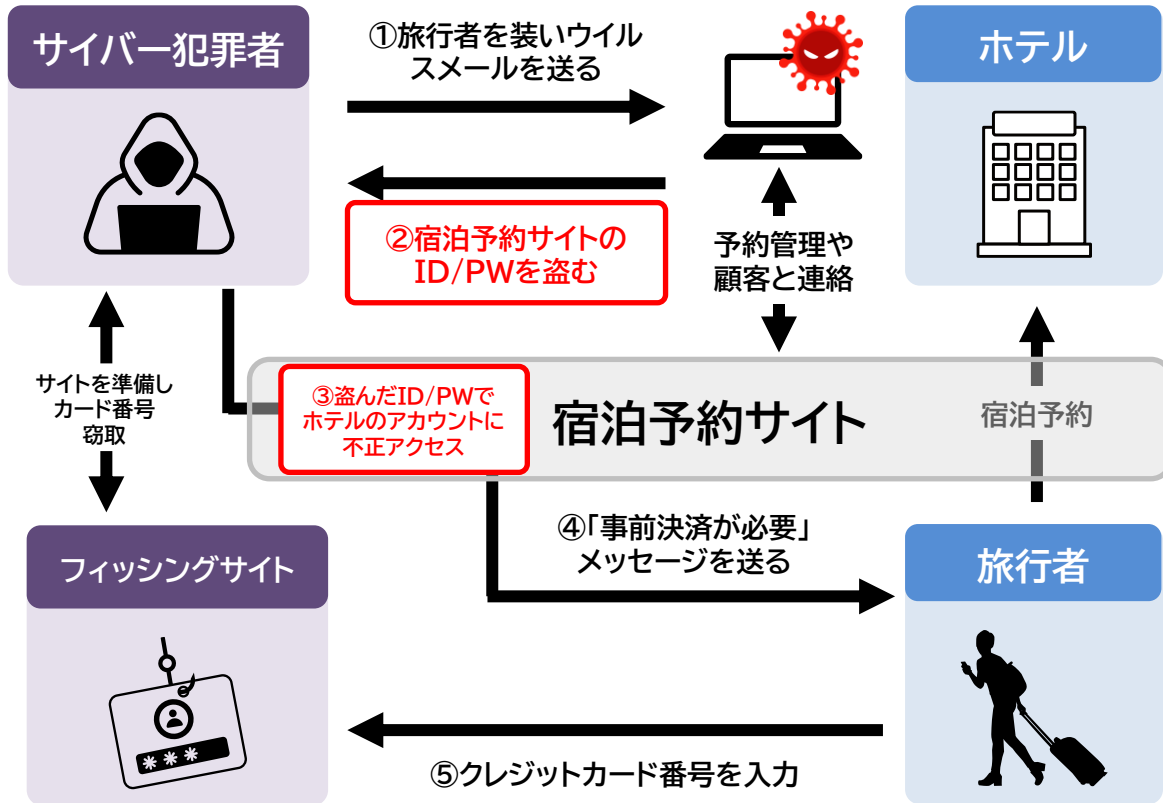 サイバー犯罪者
①旅行者を装いウイル
スメールを送る
ホテル
②宿泊予約サイトの
ID/PWを盗む
予約管理や
顧客と連絡
サイトを準備し
カード番号
窃取
③盗んだID/PWで
ホテルのアカウントに
不正アクセス
宿泊予約サイト
宿泊予約
④「事前決済が必要」
メッセージを送る
フィッシングサイト
旅行者
***
⑤クレジットカード番号を入力